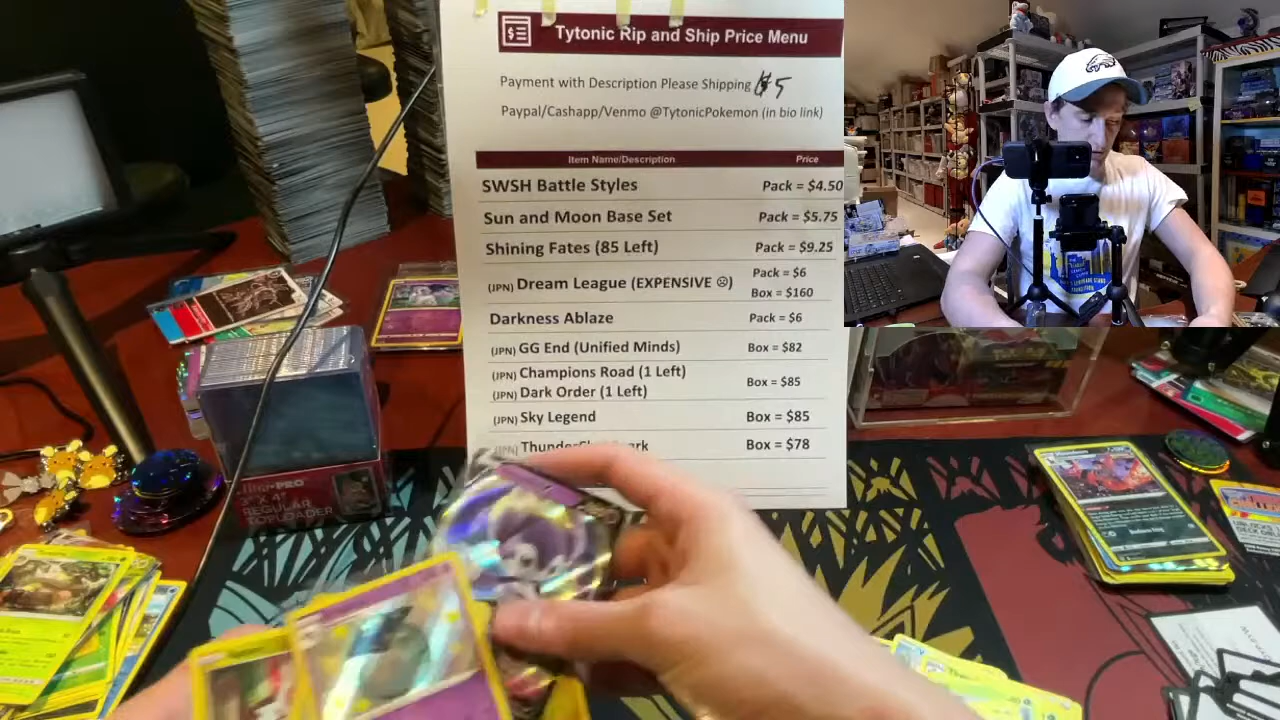 Tytonic Rip and Ship Price Menu
Payment with Description Please Shipping $5
Paypal/Cashapp/Venmo @TytonicPokemon (in bio link)
Item Name/Description Price
SWSH Battle Styles Pack = $4.50
Sun and Moon Base Set Pack = $5.75
Shining Fates (85 Left) Pack = $9.25
(JPN) Dream League (EXPENSIVE ☹) Pack = $6
Box = $160
Darkness Ablaze Pack = $6
(JPN) GG End (Unified Minds) Box = $82
(JPN) Champions Road (1 Left)
(JPN) Dark Order (1 Left) Box = $85
(JPN) Sky Legend Box = $85
(JPN) Box = $78
REGULAR
TOPLOADER